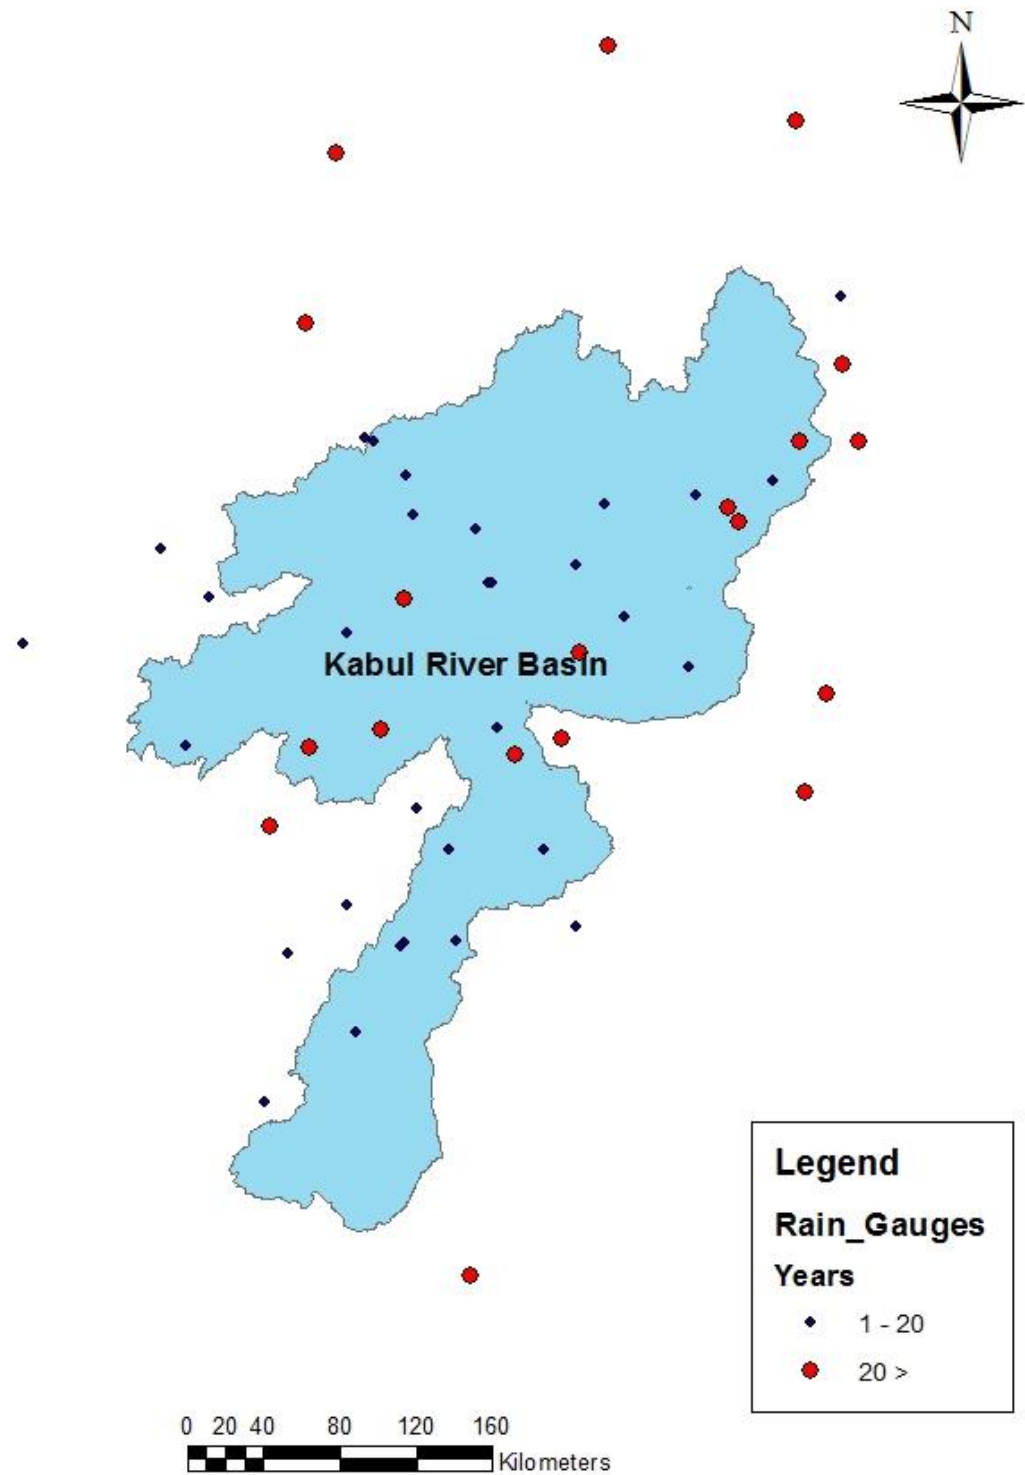 N
Kabul River Basin
Legend
Rain_Gauges
Years
1 - 20
20 >
0 20 40 80 120 160
Kilometers